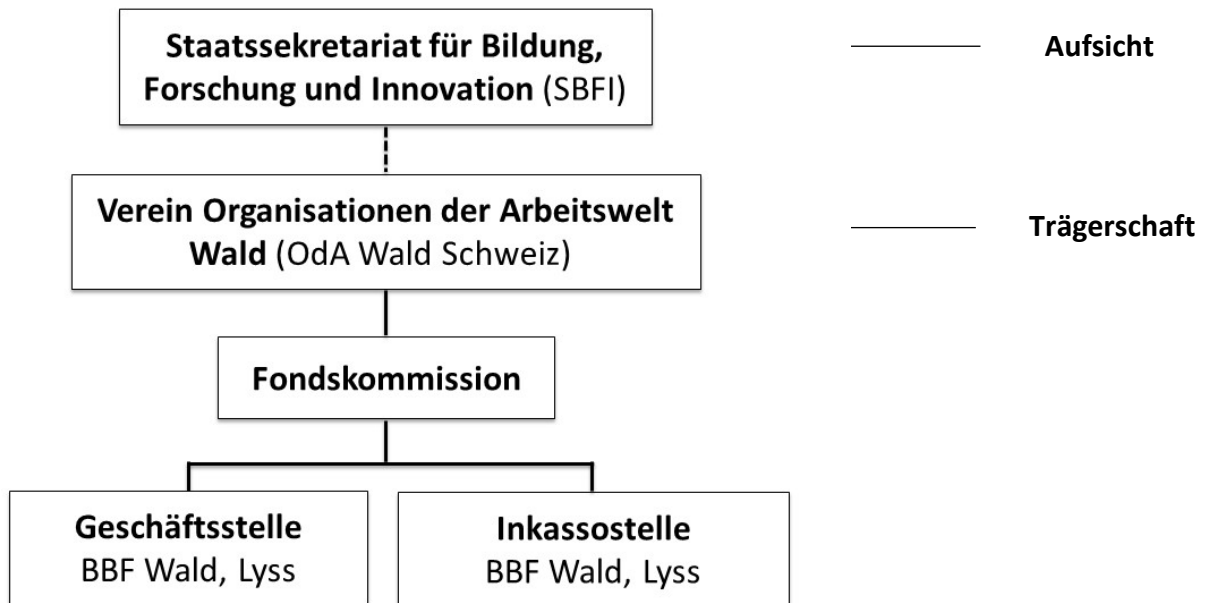 Staatssekretariat für Bildung,
Forschung und Innovation (SBFI)
Aufsicht
Verein Organisationen der Arbeitswelt
Wald (OdA Wald Schweiz)
Trägerschaft
Fondskommission
Geschäftsstelle
BBF Wald, Lyss
Inkassostelle
BBF Wald, Lyss